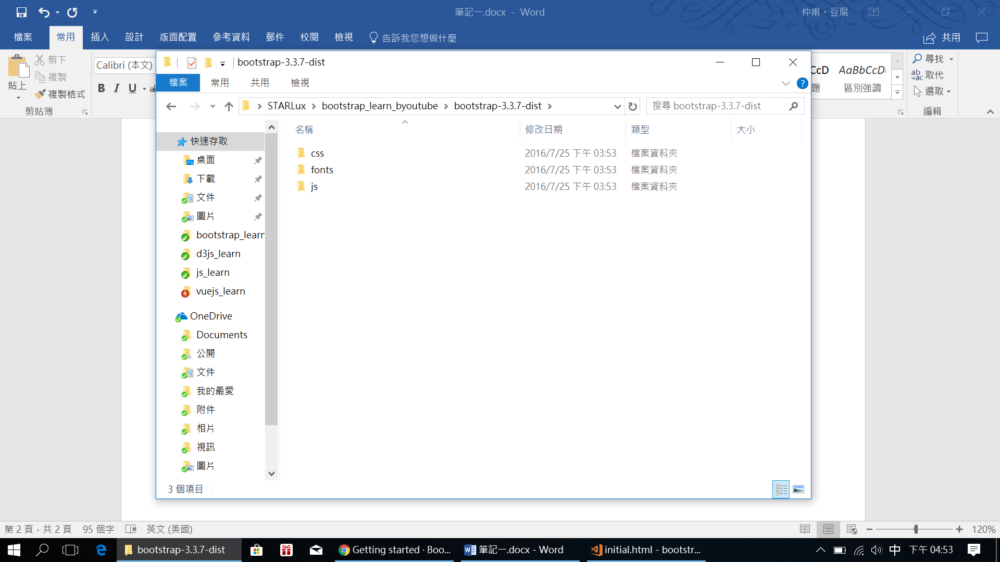 筆記一.docx - Word
仲甫。豆腐
檔案 常用 插入 設計 版面配置 參考資料 郵件 校閱 檢視 告訴我您想做什麼 共用
貼上
剪下
複製
複製格式
剪貼簿
Calibri (本文)
B I U
CcD AaBbCcD
題 區別強調
尋找
取代
選取
編輯
bootstrap-3.3.7-dist
檔案 常用 共用 檢視
STARLux bootstrap_learn_byoutube bootstrap-3.3.7-dist
搜尋 bootstrap-3.3.7-dist
名稱 修改日期 類型 大小
css 2016/7/25 下午 03:53 檔案資料夾
fonts 2016/7/25 下午 03:53 檔案資料夾
js 2016/7/25 下午 03:53 檔案資料夾
快速存取
桌面
下載
文件
圖片
bootstrap_learn
d3js_learn
js_learn
vuejs_learn
OneDrive
Documents
公開
文件
我的最愛
附件
相片
視訊
圖片
3 個項目
第 2 頁，共 2 頁 95 個字 英文 (美國) 120%
bootstrap-3.3.7-dist Getting started · Boo... 筆記一.docx - Word initial.html - bootstr... 中 下午 04:53